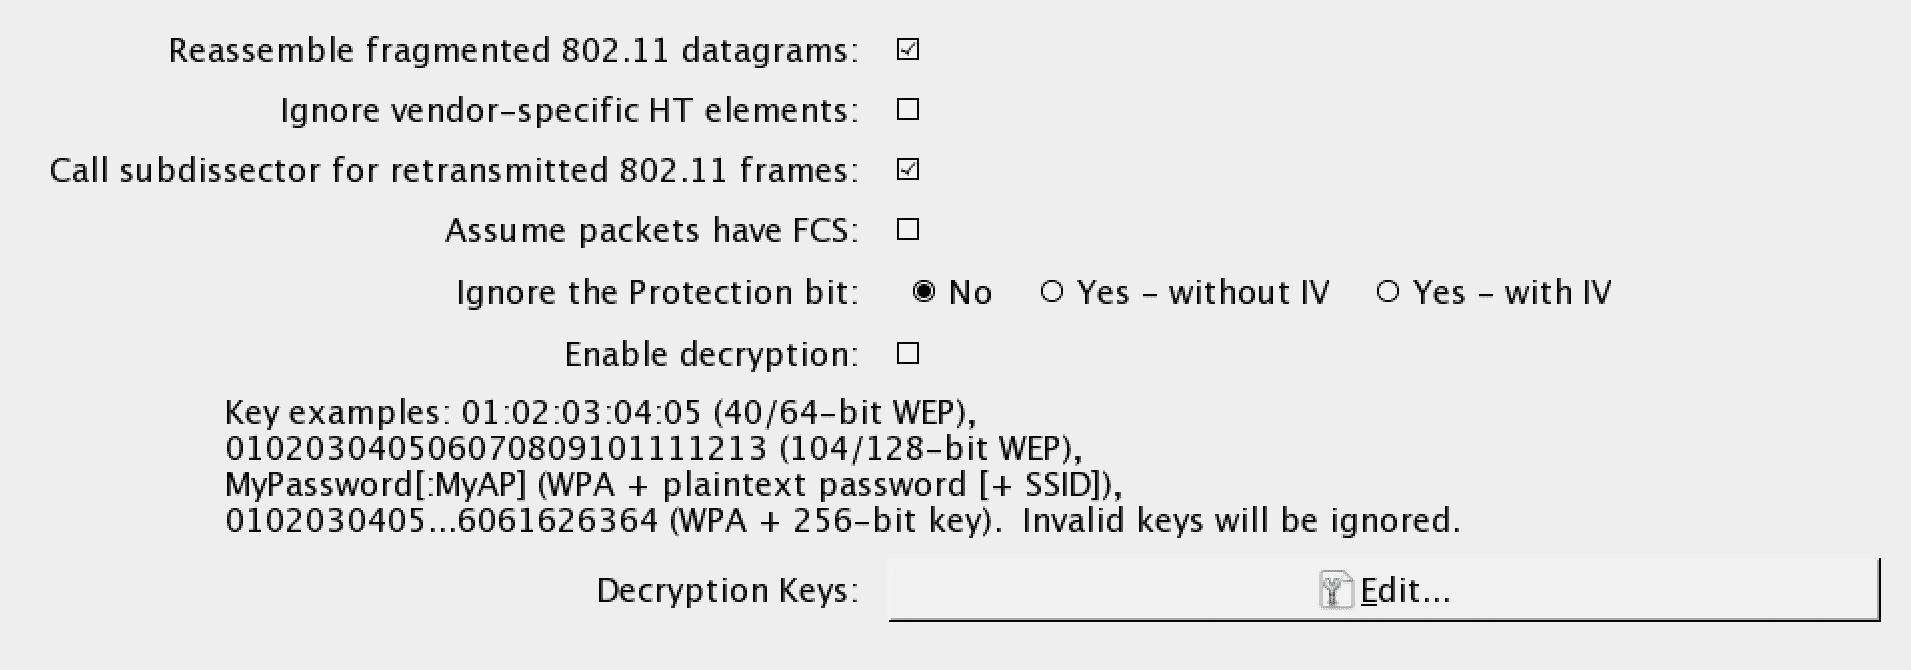 Reassemble fragmented 802.11 datagrams:
Ignore vendor-specific HT elements:
Call subdissector for retransmitted 802.11 frames:
Assume packets have FCS:
Ignore the Protection bit: No Yes - without IV Yes - with IV
Enable decryption:
Key examples: 01:02:03:04:05 (40/64-bit WEP),
010203040506070809101111213 (104/128-bit WEP),
MyPassword[:MyAP] (WPA + plaintext password [+ SSID]),
0102030405...6061626364 (WPA + 256-bit key).  Invalid keys will be ignored.
Decryption Keys: Edit...